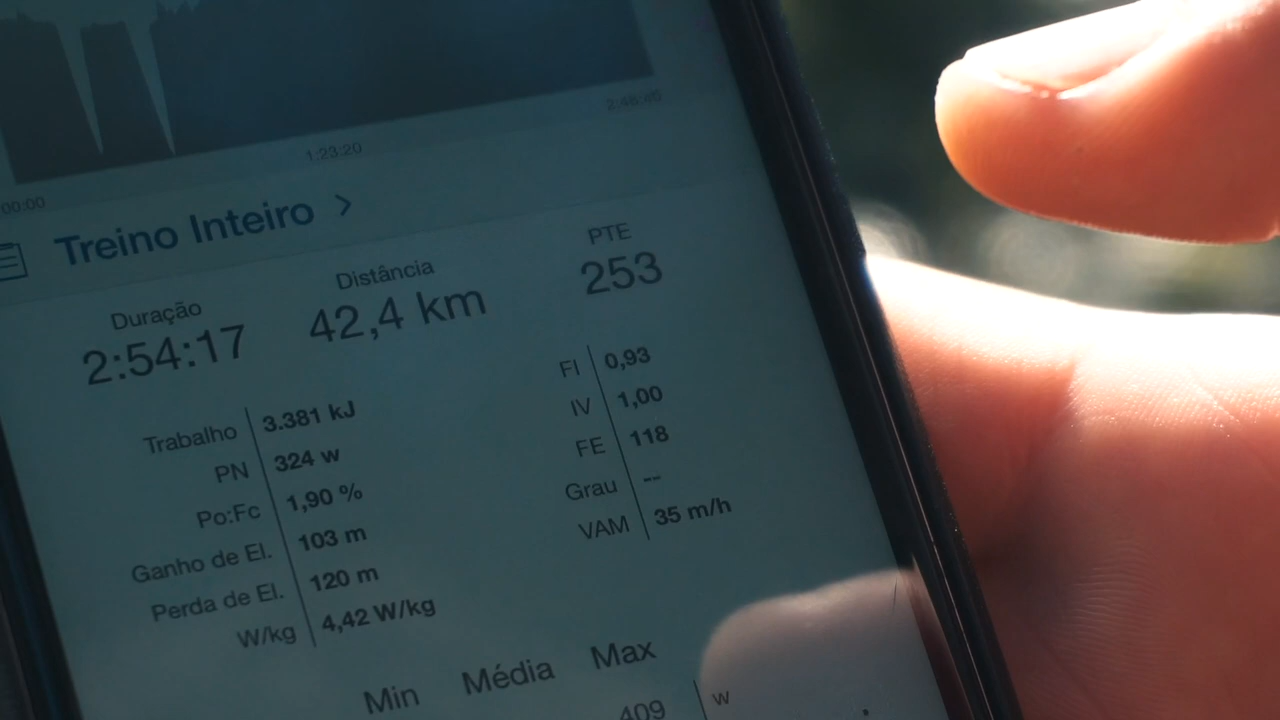 2:46:40
1:23:20
00:00
Treino Inteiro >
Duração Distância PTE
2:54:17 42,4 km 253
Trabalho 3.381 kJ
PN 324 w
Po:Fc 1,90 %
Ganho de El. 103 m
Perda de El. 120 m
W/kg 4,42 W/kg
FI 0,93
IV 1,00
FE 118
Grau --
VAM 35 m/h
Min Média Max
409 w